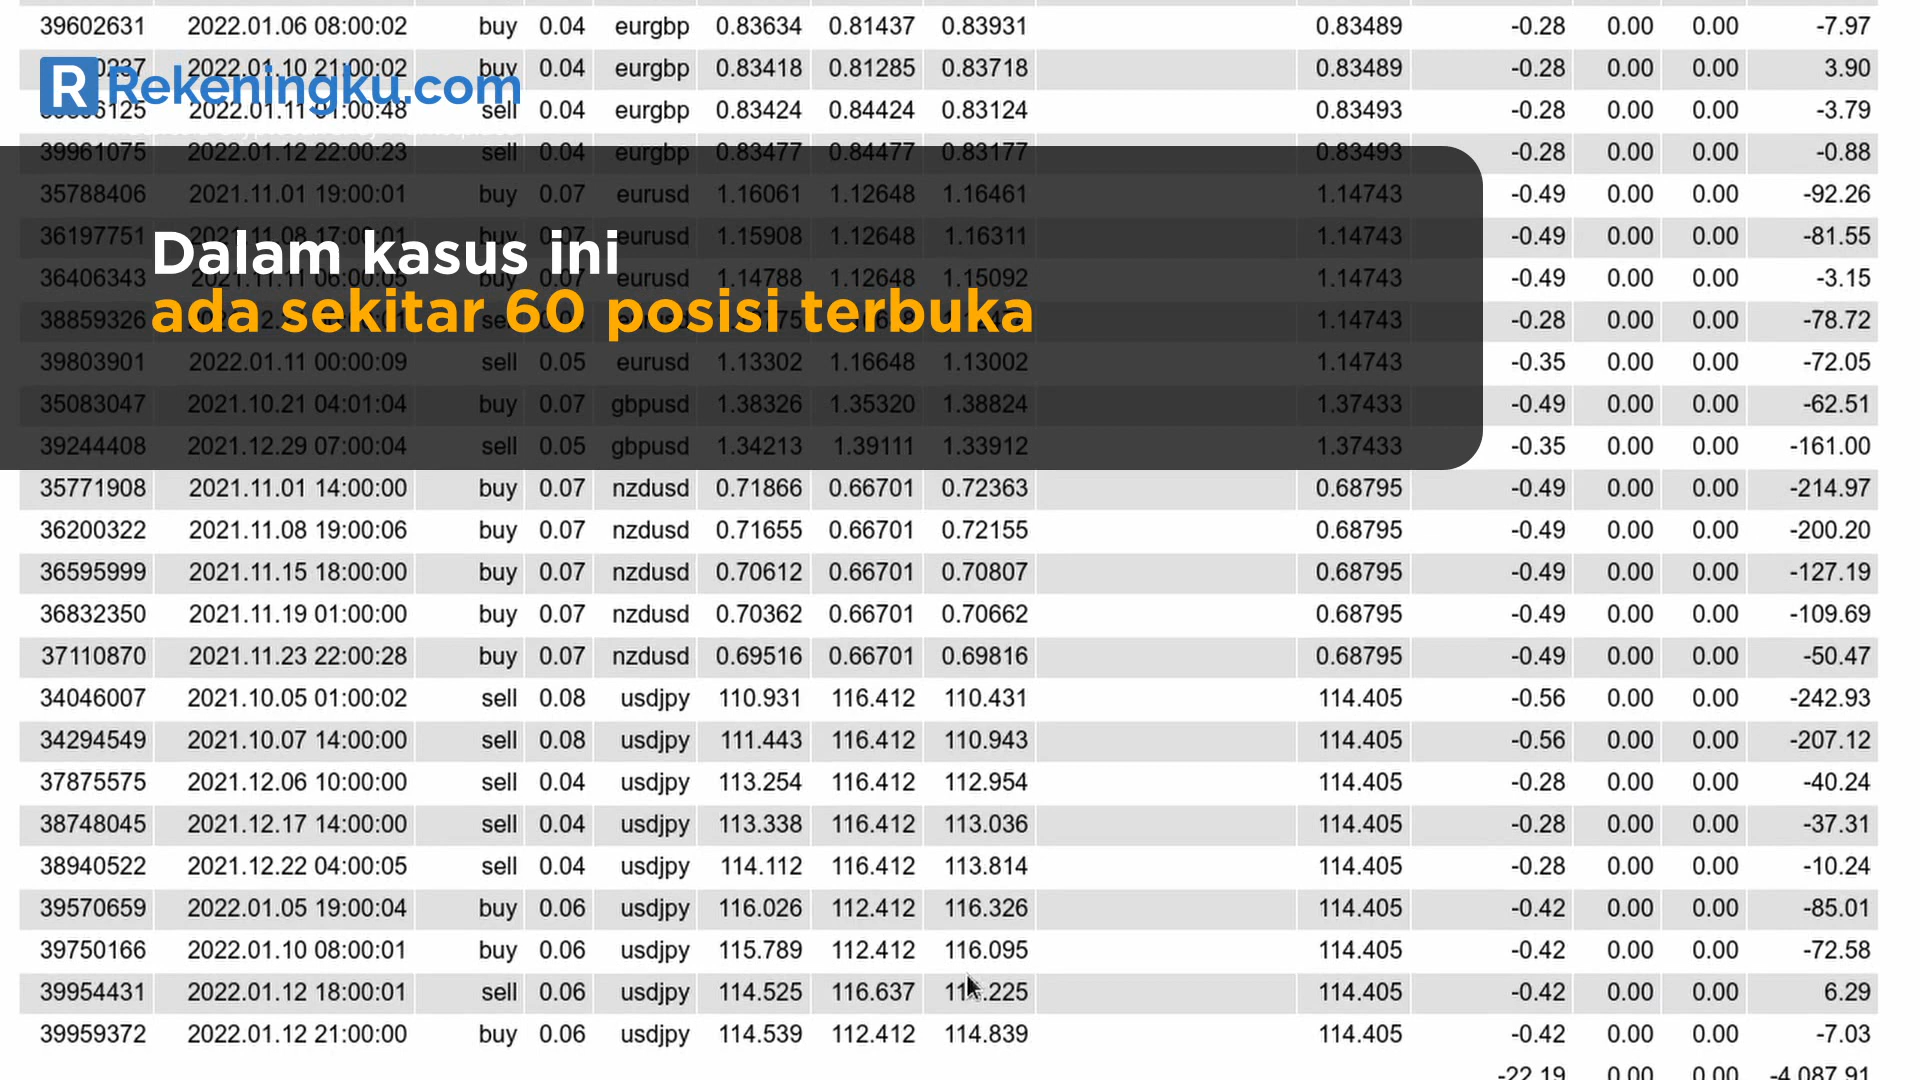 39602631 2022.01.06 08:00:02 buy 0.04 eurgbp 0.83634 0.81437 0.83931 0.83489 -0.28 0.00 0.00 -7.97
2022.01.10 21:00:02 buy 0.04 eurgbp 0.83418 0.81285 0.83718 0.83489 -0.28 0.00 0.00 3.90
Rekeningku.com
2022.01.11 01:00:48 sell 0.04 eurgbp 0.83424 0.84424 0.83124 0.83493 -0.28 0.00 0.00 -3.79
39961075 2022.01.12 22:00:23 sell 0.04 eurgbp 0.83477 0.84477 0.83177 0.83493 -0.28 0.00 0.00 -0.88
35788406 2021.11.01 19:00:01 buy 0.07 eurusd 1.16061 1.12648 1.16461 1.14743 -0.49 0.00 0.00 -92.26
36197751 2021.11.08 17:00:01 buy 0.07 eurusd 1.15908 1.12648 1.16311 1.14743 -0.49 0.00 0.00 -81.55
Dalam kasus ini
36406343 2021.11.11 06:00:05 buy 0.07 eurusd 1.14788 1.12648 1.15092 1.14743 -0.49 0.00 0.00 -3.15
ada sekitar 60 posisi terbuka
38859326 1.14743 -0.28 0.00 0.00 -78.72
39803901 2022.01.11 00:00:09 sell 0.05 eurusd 1.13302 1.16648 1.13002 1.14743 -0.35 0.00 0.00 -72.05
35083047 2021.10.21 04:01:04 buy 0.07 gbpusd 1.38326 1.35320 1.38824 1.37433 -0.49 0.00 0.00 -62.51
39244408 2021.12.29 07:00:04 sell 0.05 gbpusd 1.34213 1.39111 1.33912 1.37433 -0.35 0.00 0.00 -161.00
35771908 2021.11.01 14:00:00 buy 0.07 nzdusd 0.71866 0.66701 0.72363 0.68795 -0.49 0.00 0.00 -214.97
36200322 2021.11.08 19:00:06 buy 0.07 nzdusd 0.71655 0.66701 0.72155 0.68795 -0.49 0.00 0.00 -200.20
36595999 2021.11.15 18:00:00 buy 0.07 nzdusd 0.70612 0.66701 0.70807 0.68795 -0.49 0.00 0.00 -127.19
36832350 2021.11.19 01:00:00 buy 0.07 nzdusd 0.70362 0.66701 0.70662 0.68795 -0.49 0.00 0.00 -109.69
37110870 2021.11.23 22:00:28 buy 0.07 nzdusd 0.69516 0.66701 0.69816 0.68795 -0.49 0.00 0.00 -50.47
34046007 2021.10.05 01:00:02 sell 0.08 usdjpy 110.931 116.412 110.431 114.405 -0.56 0.00 0.00 -242.93
34294549 2021.10.07 14:00:00 sell 0.08 usdjpy 111.443 116.412 110.943 114.405 -0.56 0.00 0.00 -207.12
37875575 2021.12.06 10:00:00 sell 0.04 usdjpy 113.254 116.412 112.954 114.405 -0.28 0.00 0.00 -40.24
38748045 2021.12.17 14:00:00 sell 0.04 usdjpy 113.338 116.412 113.036 114.405 -0.28 0.00 0.00 -37.31
38940522 2021.12.22 04:00:05 sell 0.04 usdjpy 114.112 116.412 113.814 114.405 -0.28 0.00 0.00 -10.24
39570659 2022.01.05 19:00:04 buy 0.06 usdjpy 116.026 112.412 116.326 114.405 -0.42 0.00 0.00 -85.01
39750166 2022.01.10 08:00:01 buy 0.06 usdjpy 115.789 112.412 116.095 114.405 -0.42 0.00 0.00 -72.58
39954431 2022.01.12 18:00:01 sell 0.06 usdjpy 114.525 116.637 114.405 -0.42 0.00 0.00 6.29
39959372 2022.01.12 21:00:00 buy 0.06 usdjpy 114.539 112.412 114.839 114.405 -0.42 0.00 0.00 -7.03
-22.19 0.00 0.00 -4 087.91